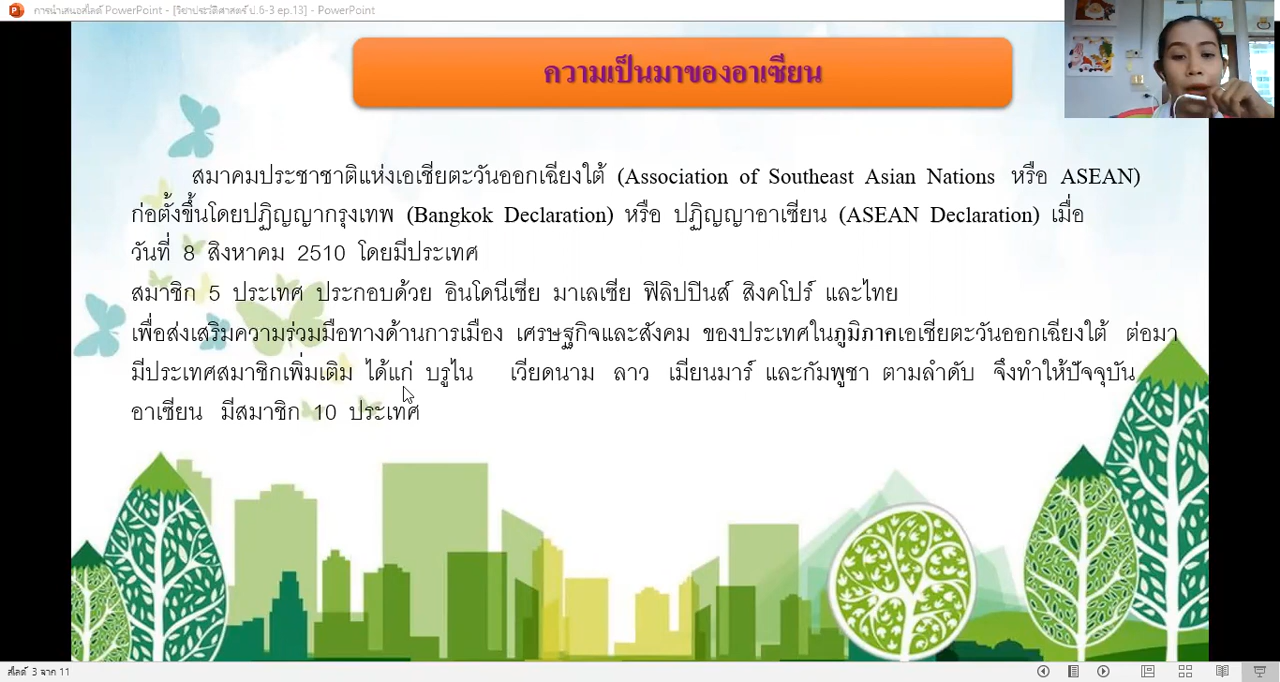 การนำเสนอสไลด์ PowerPoint - [วิชาประวัติศาสตร์ ป.6-3 ep.13] - PowerPoint
ความเป็นมาของอาเซียน
สมาคมประชาชาติแห่งเอเชียตะวันออกเฉียงใต้ (Association of Southeast Asian Nations หรือ ASEAN)
ก่อตั้งขึ้นโดยปฏิญญากรุงเทพ (Bangkok Declaration) หรือ ปฏิญญาอาเซียน (ASEAN Declaration) เมื่อ
วันที่ 8 สิงหาคม 2510 โดยมีประเทศ
สมาชิก 5 ประเทศ ประกอบด้วย อินโดนีเซีย มาเลเซีย ฟิลิปปินส์ สิงคโปร์ และไทย
เพื่อส่งเสริมความร่วมมือทางด้านการเมือง เศรษฐกิจและสังคม ของประเทศในภูมิภาคเอเชียตะวันออกเฉียงใต้ ต่อมา
มีประเทศสมาชิกเพิ่มเติม ได้แก่ บรูไน เวียดนาม ลาว เมียนมาร์ และกัมพูชา ตามลำดับ จึงทำให้ปัจจุบัน
อาเซียน มีสมาชิก 10 ประเทศ
สไลด์ 3 จาก 11